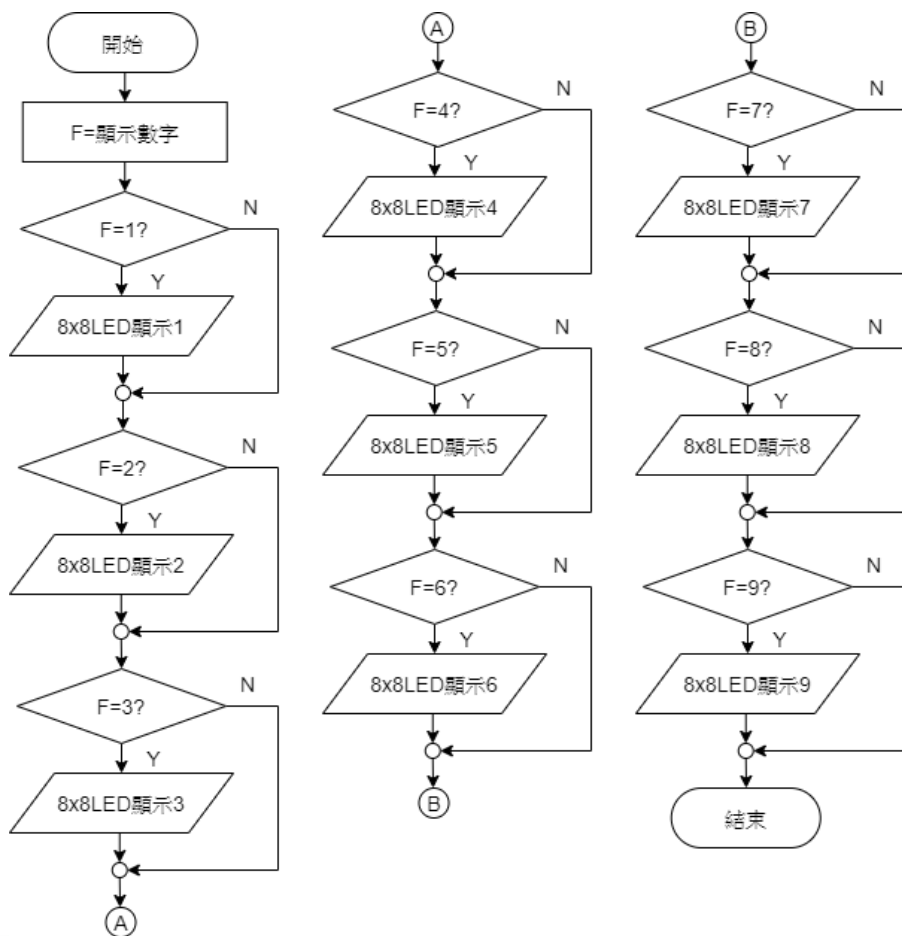 開始
F=顯示數字
F=1?
N
Y
8x8LED顯示1
F=2?
N
Y
8x8LED顯示2
F=3?
N
Y
8x8LED顯示3
A
A
F=4?
N
Y
8x8LED顯示4
F=5?
N
Y
8x8LED顯示5
F=6?
N
Y
8x8LED顯示6
B
B
F=7?
N
Y
8x8LED顯示7
F=8?
N
Y
8x8LED顯示8
F=9?
N
Y
8x8LED顯示9
結束